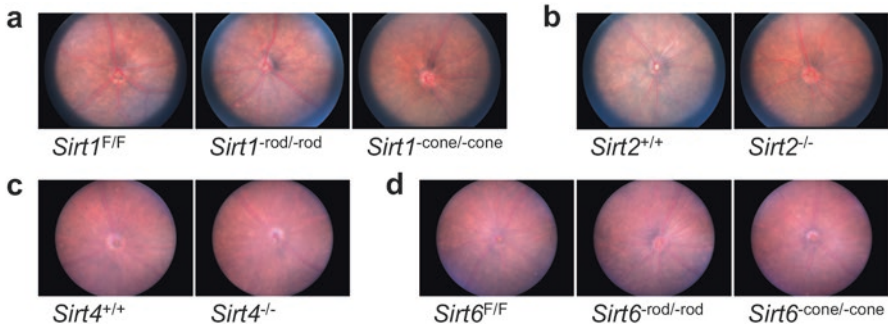 a b
Sirt1F/F Sirt1-rod/-rod Sirt1-cone/-cone Sirt2+/+ Sirt2-/-
c d
Sirt4+/+ Sirt4-/- Sirt6F/F Sirt6-rod/-rod Sirt6-cone/-cone